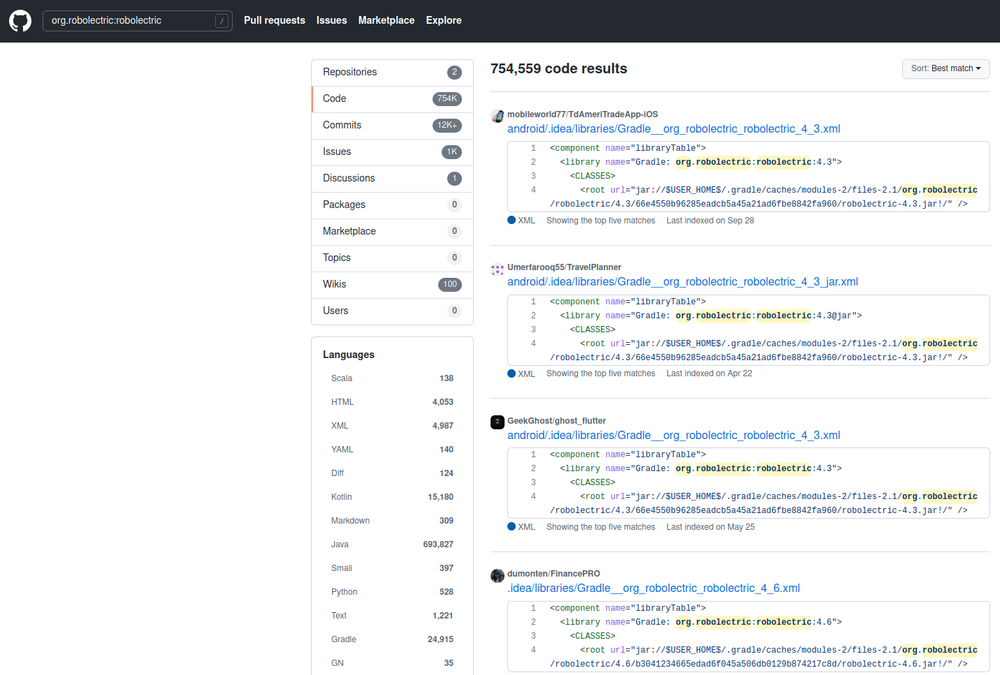 org.robolectric:robolectric /
Pull requests Issues Marketplace Explore
Repositories 2
Code 754K
Commits 12K+
Issues 1K
Discussions 1
Packages 0
Marketplace 0
Topics 0
Wikis 100
Users 0
Languages
Scala 138
HTML 4,053
XML 4,987
YAML 140
Diff 124
Kotlin 15,180
Markdown 309
Java 693,827
Smali 397
Python 528
Text 1,221
Gradle 24,915
GN 35
754,559 code results
Sort: Best match
mobileworld77/TdAmeriTradeApp-iOS
android/.idea/libraries/Gradle__org_robolectric_robolectric_4_3.xml
1 <component name="libraryTable">
2 <library name="Gradle: org.robolectric:robolectric:4.3">
3 <CLASSES>
4 <root url="jar://$USER_HOME$/.gradle/caches/modules-2/files-2.1/org.robolectric
/robolectric/4.3/66e4550b96285eadcb5a45a21ad6fbe8842fa960/robolectric-4.3.jar!/" />
XML Showing the top five matches Last indexed on Sep 28
Umerfarooq55/TravelPlanner
android/.idea/libraries/Gradle__org_robolectric_robolectric_4_3_jar.xml
1 <component name="libraryTable">
2 <library name="Gradle: org.robolectric:robolectric:4.3@jar">
3 <CLASSES>
4 <root url="jar://$USER_HOME$/.gradle/caches/modules-2/files-2.1/org.robolectric
/robolectric/4.3/66e4550b96285eadcb5a45a21ad6fbe8842fa960/robolectric-4.3.jar!/" />
XML Showing the top five matches Last indexed on Apr 22
GeekGhost/ghost_flutter
android/.idea/libraries/Gradle__org_robolectric_robolectric_4_3.xml
1 <component name="libraryTable">
2 <library name="Gradle: org.robolectric:robolectric:4.3">
3 <CLASSES>
4 <root url="jar://$USER_HOME$/.gradle/caches/modules-2/files-2.1/org.robolectric
/robolectric/4.3/66e4550b96285eadcb5a45a21ad6fbe8842fa960/robolectric-4.3.jar!/" />
XML Showing the top five matches Last indexed on May 25
dumonten/FinancePRO
.idea/libraries/Gradle__org_robolectric_robolectric_4_6.xml
1 <component name="libraryTable">
2 <library name="Gradle: org.robolectric:robolectric:4.6">
3 <CLASSES>
4 <root url="jar://$USER_HOME$/.gradle/caches/modules-2/files-2.1/org.robolectric
/robolectric/4.6/b3041234665edad6f045a506db0129b874217c8d/robolectric-4.6.jar!/" />